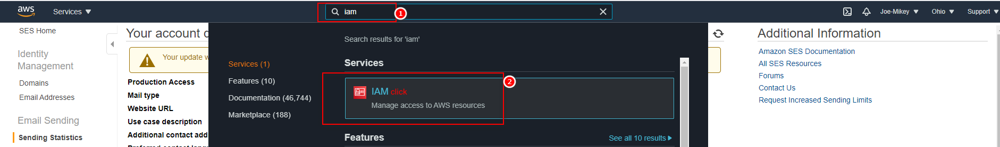 aws
Services
iam
1
Joe-Mikey
Ohio
Support
SES Home
Identity
Management
Domains
Email Addresses
Email Sending
Sending Statistics
Your account
Your update
Production Access
Mail type
Website URL
Use case description
Additional contact
Search results for 'iam'
Services (1)
Features (10)
Documentation (46,744)
Marketplace (188)
Services
IAM click
2
Manage access to AWS resources
Features
See all 10 results
Additional Information
Amazon SES Documentation
All SES Resources
Forums
Contact Us
Request Increased Sending Limits